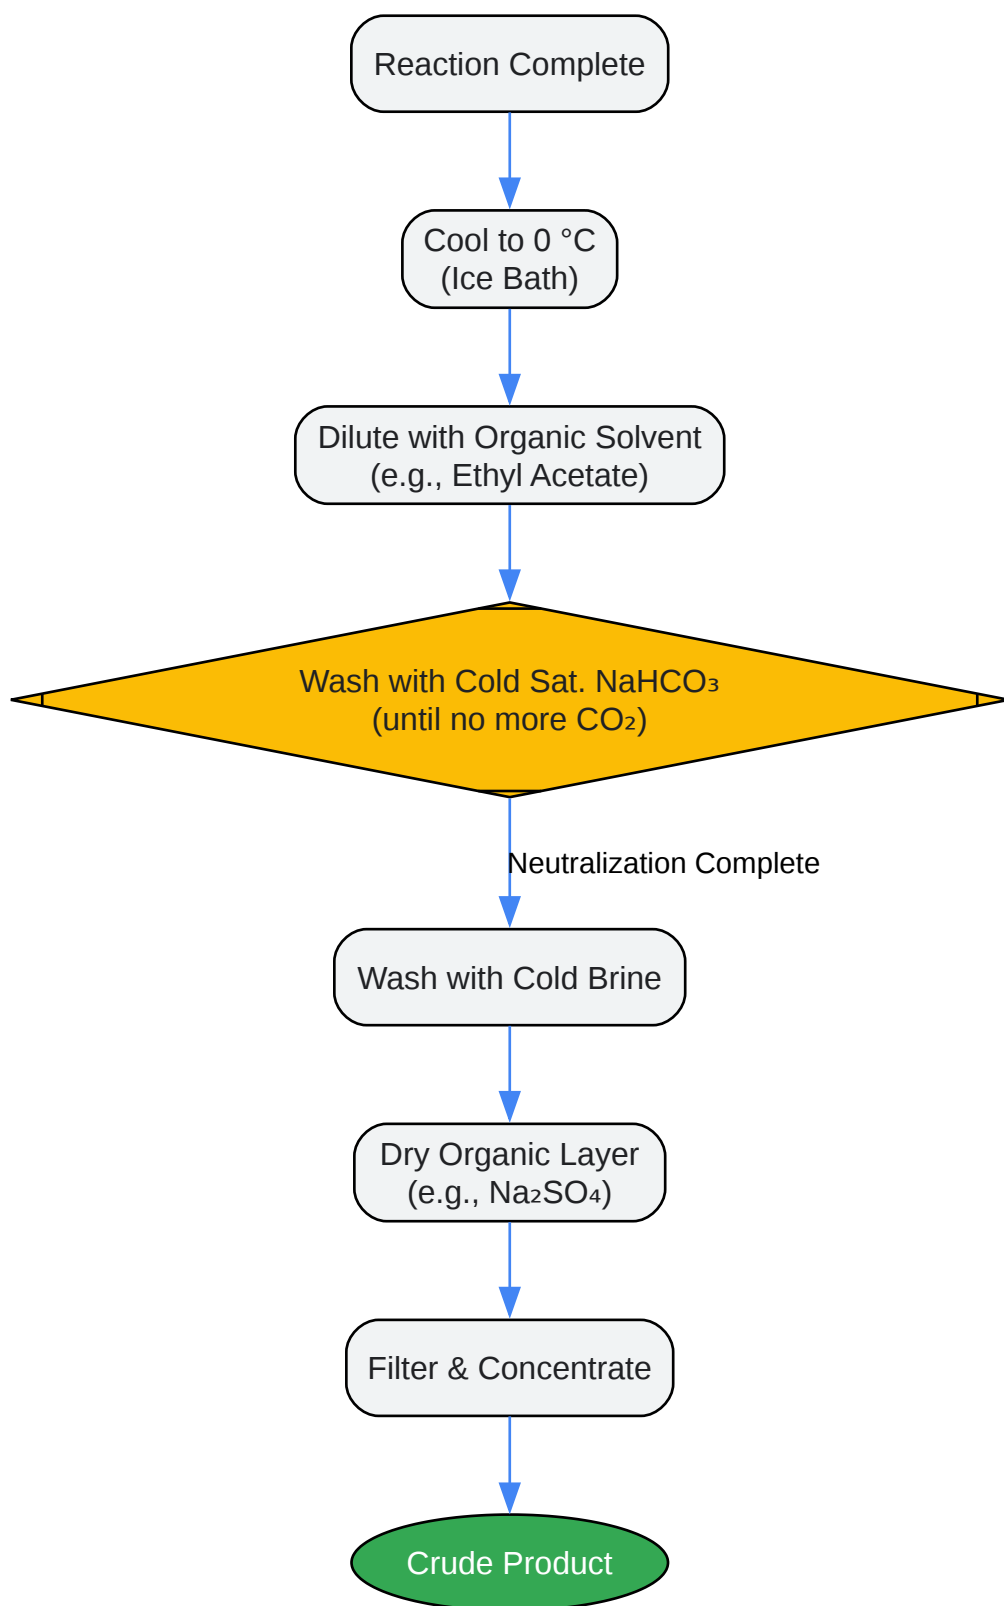 Reaction Complete
Cool to 0 °C
(Ice Bath)
Dilute with Organic Solvent
(e.g., Ethyl Acetate)
Wash with Cold Sat. NaHCO₃
(until no more CO₂)
Neutralization Complete
Wash with Cold Brine
Dry Organic Layer
(e.g., Na₂SO₄)
Filter & Concentrate
Crude Product